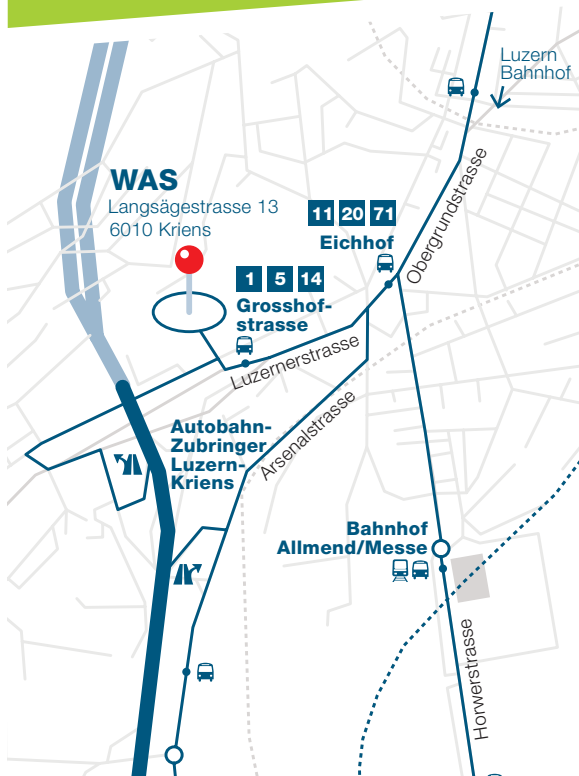 Luzern
Bahnhof
WAS
Langsägestrasse 13
6010 Kriens
11 20 71
Eichhof
Obergrundstrasse
1 5 14
Grosshof-
strasse
Luzernerstrasse
Arsenalstrasse
Autobahn-
Zubringer
Luzern-
Kriens
Bahnhof
Allmend/Messe
Horwerstrasse